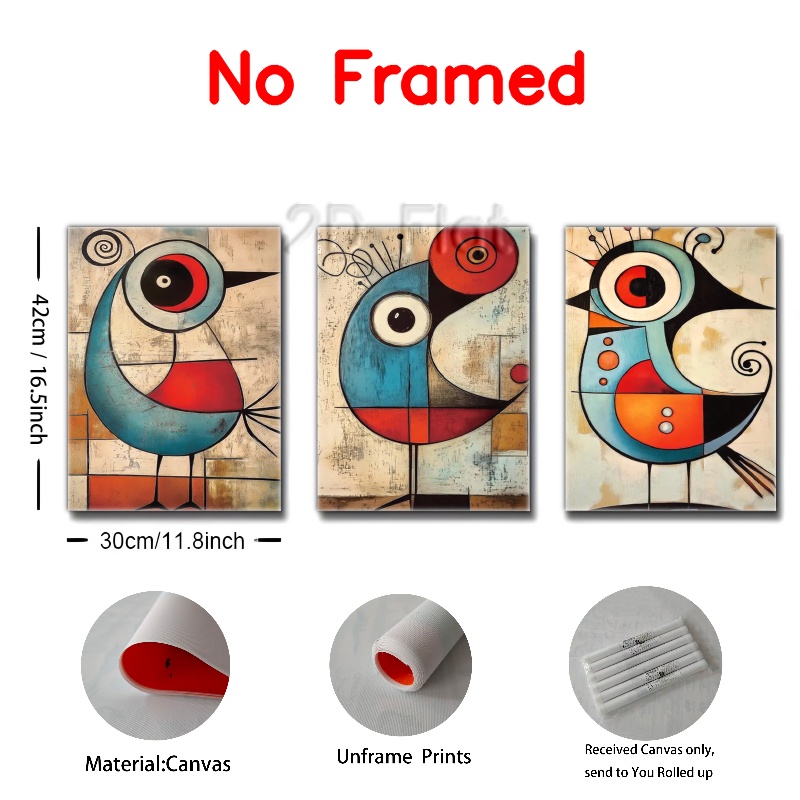 No Framed
2D Flat
42cm / 16.5inch
30cm/11.8inch
Material:Canvas
Unframe Prints
Received Canvas only,
send to You Rolled up